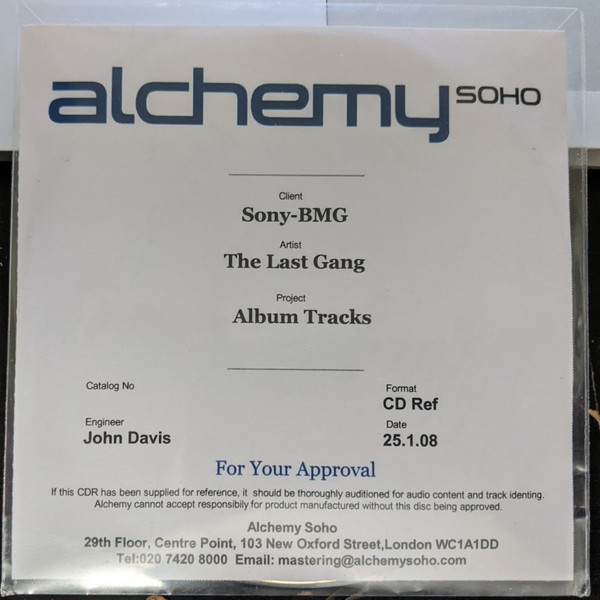 alchemy SOHO
Client
Sony-BMG
Artist
The Last Gang
Project
Album Tracks
Catalog No
Format
CD Ref
Engineer
John Davis
Date
25.1.08
For Your Approval
If this CDR has been supplied for reference, it should be thoroughly auditioned for audio content and track identing.
Alchemy cannot accept responsibily for product manufactured without this disc being approved.
Alchemy Soho
29th Floor, Centre Point, 103 New Oxford Street,London WC1A1DD
Tel:020 7420 8000 Email: mastering@alchemysoho.com